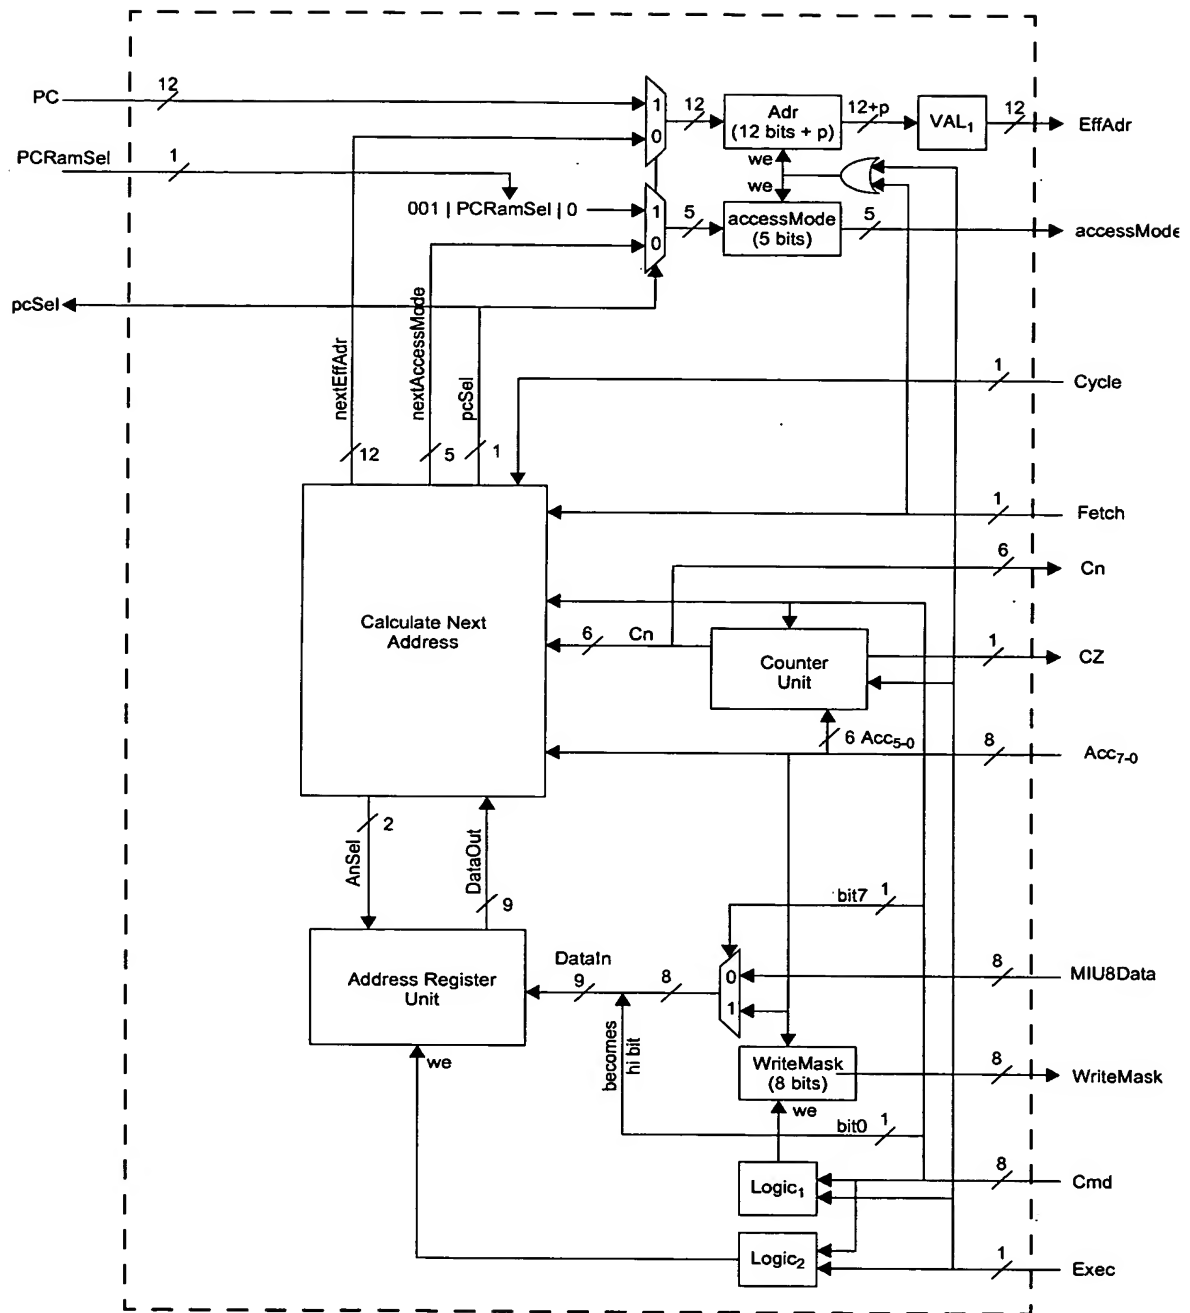 PC
12
1
0
12
Adr
(12 bits + p)
12+p
VAL₁
12
EffAdr
PCRamSel
1
we
we
001 | PCRamSel | 0
1
0
5
accessMode
(5 bits)
5
accessMode
pcSel
nextEffAdr
nextAccessMode
pcSel
12
5
1
1
Cycle
1
Fetch
6
Cn
Calculate Next
Address
6
Cn
Counter
Unit
1
CZ
6 Acc₅₋₀
8
Acc₇₋₀
AnSel
2
DataOut
9
bit7
1
Address Register
Unit
DataIn
9
8
0
1
8
MIU8Data
becomes
hi bit
we
WriteMask
(8 bits)
8
WriteMask
we
bit0
1
Logic₁
8
Cmd
Logic₂
1
Exec